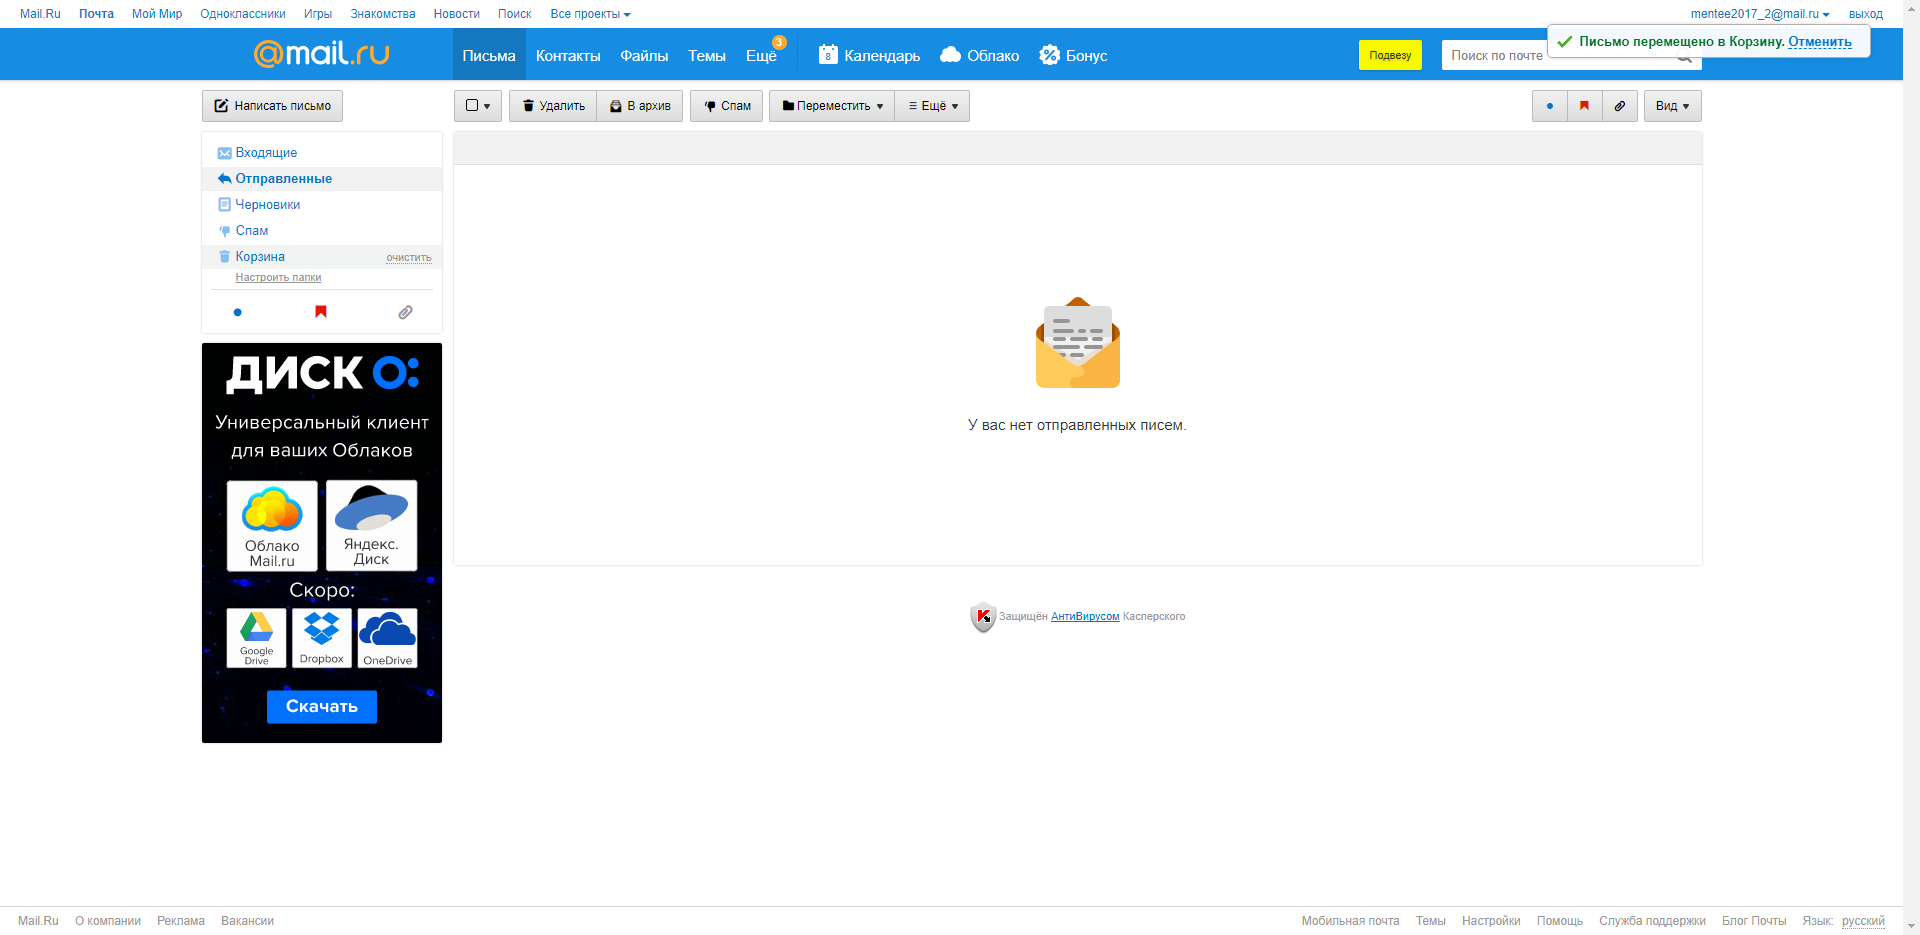 Mail.Ru Почта Мой Мир Одноклассники Игры Знакомства Новости Поиск Все проекты
mentee2017_2@mail.ru выход
@mail.ru
Письма Контакты Файлы Темы Ещё 3 8 Календарь Облако Бонус
Подвезу
Поиск по почте
Письмо перемещено в Корзину. Отменить
Написать письмо
Удалить В архив Спам Переместить Ещё
Вид
Входящие
Отправленные
Черновики
Спам
Корзина очистить
Настроить папки
ДИСК О:
Универсальный клиент
для ваших Облаков
Облако
Mail.ru
Яндекс.
Диск
Скоро:
Google
Drive
Dropbox
OneDrive
Скачать
У вас нет отправленных писем.
Защищён АнтиВирусом Касперского
Mail.Ru О компании Реклама Вакансии
Мобильная почта Темы Настройки Помощь Служба поддержки Блог Почты Язык: русский